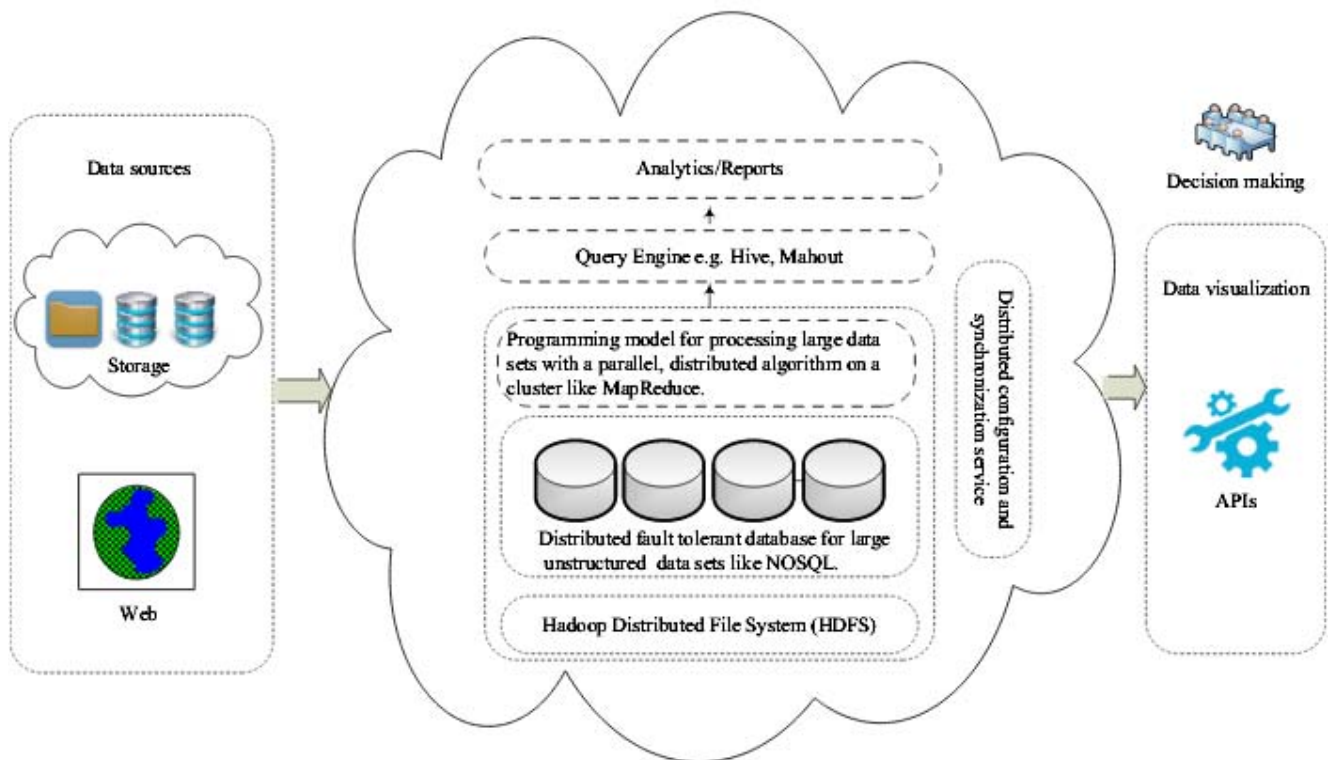 Data sources
Storage
Web
Analytics/Reports
Query Engine e.g. Hive, Mahout
Programming model for processing large data
sets with a parallel, distributed algorithm on a
cluster like MapReduce.
Distributed fault tolerant database for large
unstructured data sets like NOSQL.
Hadoop Distributed File System (HDFS)
Distributed configuration and
synchronization service
Decision making
Data visualization
APIs